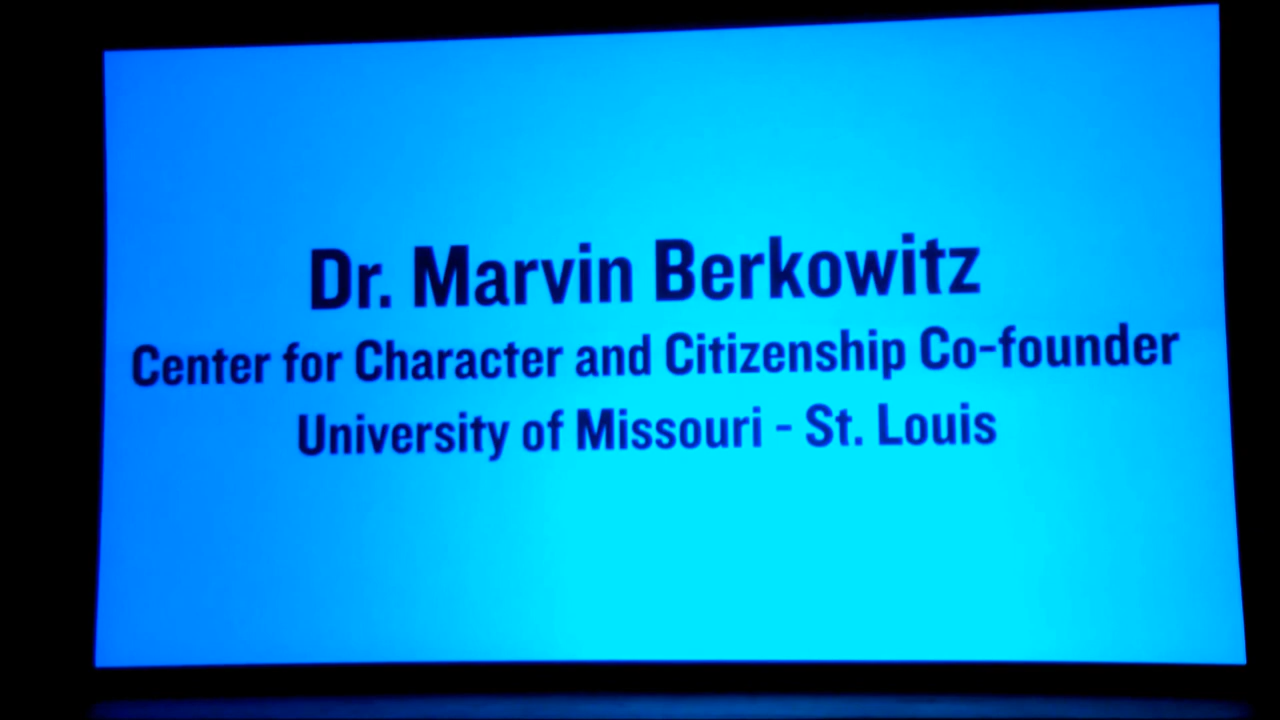 Dr. Marvin Berkowitz
Center for Character and Citizenship Co-founder
University of Missouri - St. Louis